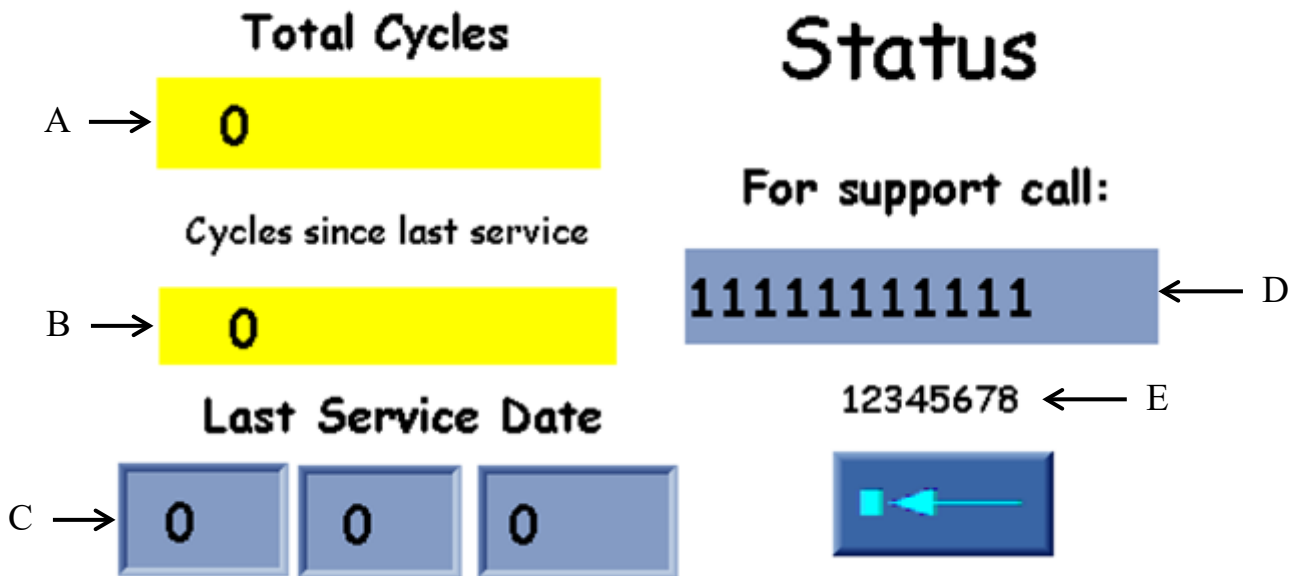 Total Cycles
Status
A
0
For support call:
Cycles since last service
11111111111
D
B
0
12345678
E
Last Service Date
C
0 0 0